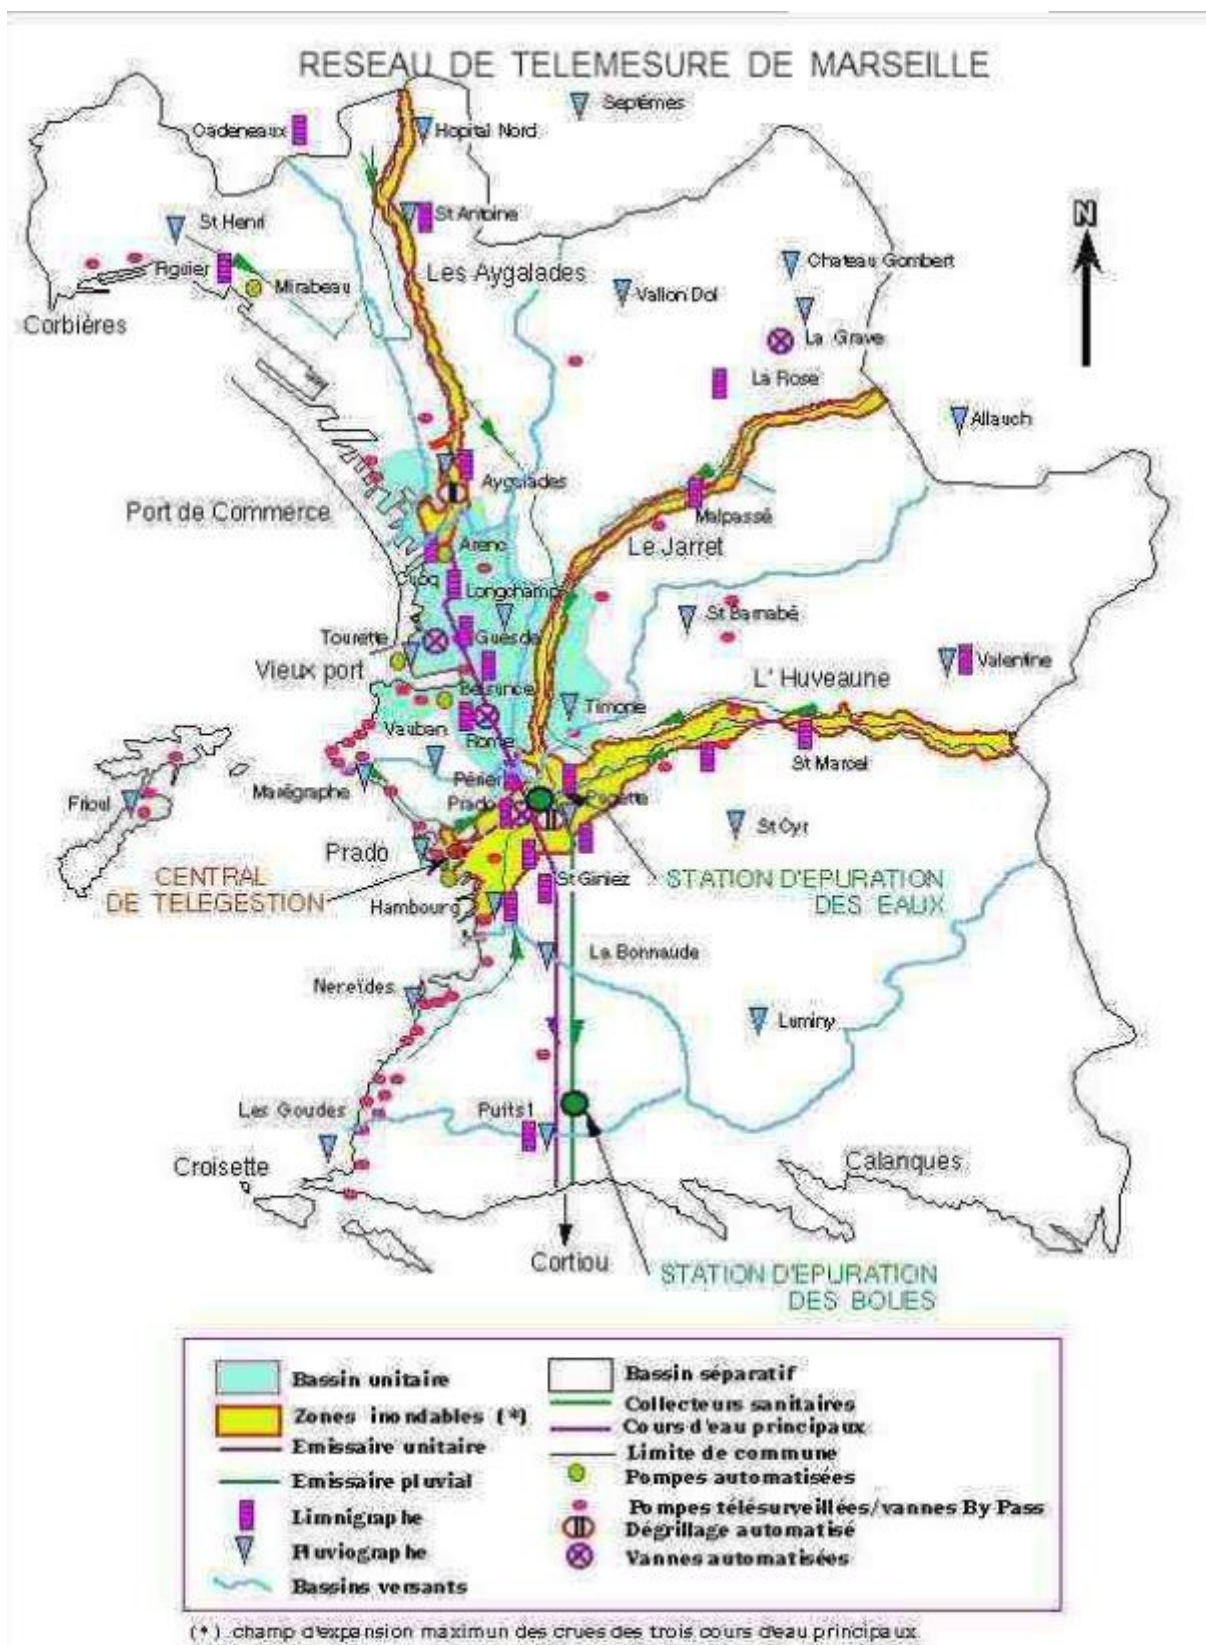 RESEAU DE TELEMESURE DE MARSEILLE
Septèmes
Cadeneaux
Hopital Nord
St Henri
St Antoine
Les Aygalades
Chateau Gombert
N
Mirabeau
Vallon Dol
Corbières
La Grave
La Rose
Allauch
Aygalades
Port de Commerce
Malpassé
Arenc
Le Jarret
Longchamp
St Barnabé
Tourette
Guesde
Vieux port
Valentine
L' Huveaune
Belsunce
Timone
Vauban
Rome
St Marcel
Périer
Marégraphe
Frioul
Prado
St Cyr
Prado
CENTRAL
DE TELEGESTION
St Giniez
STATION D'EPURATION
DES EAUX
Hambourg
La Bonnaude
Nereïdes
Luminy
Les Goudes
Puits 1
Croisette
Calanques
Cortiou
STATION D'EPURATION
DES BOUES
Bassin unitaire
Zones inondables (*)
Emissaire unitaire
Emissaire pluvial
Limnigraphe
Pluviographe
Bassins versants
Bassin séparatif
Collecteurs sanitaires
Cours d'eau principaux
Limite de commune
Pompes automatisées
Pompes télésurveillées/vannes By Pass
Dégrillage automatisé
Vannes automatisées
(*) champ d'expansion maximun des crues des trois cours d'eau principaux